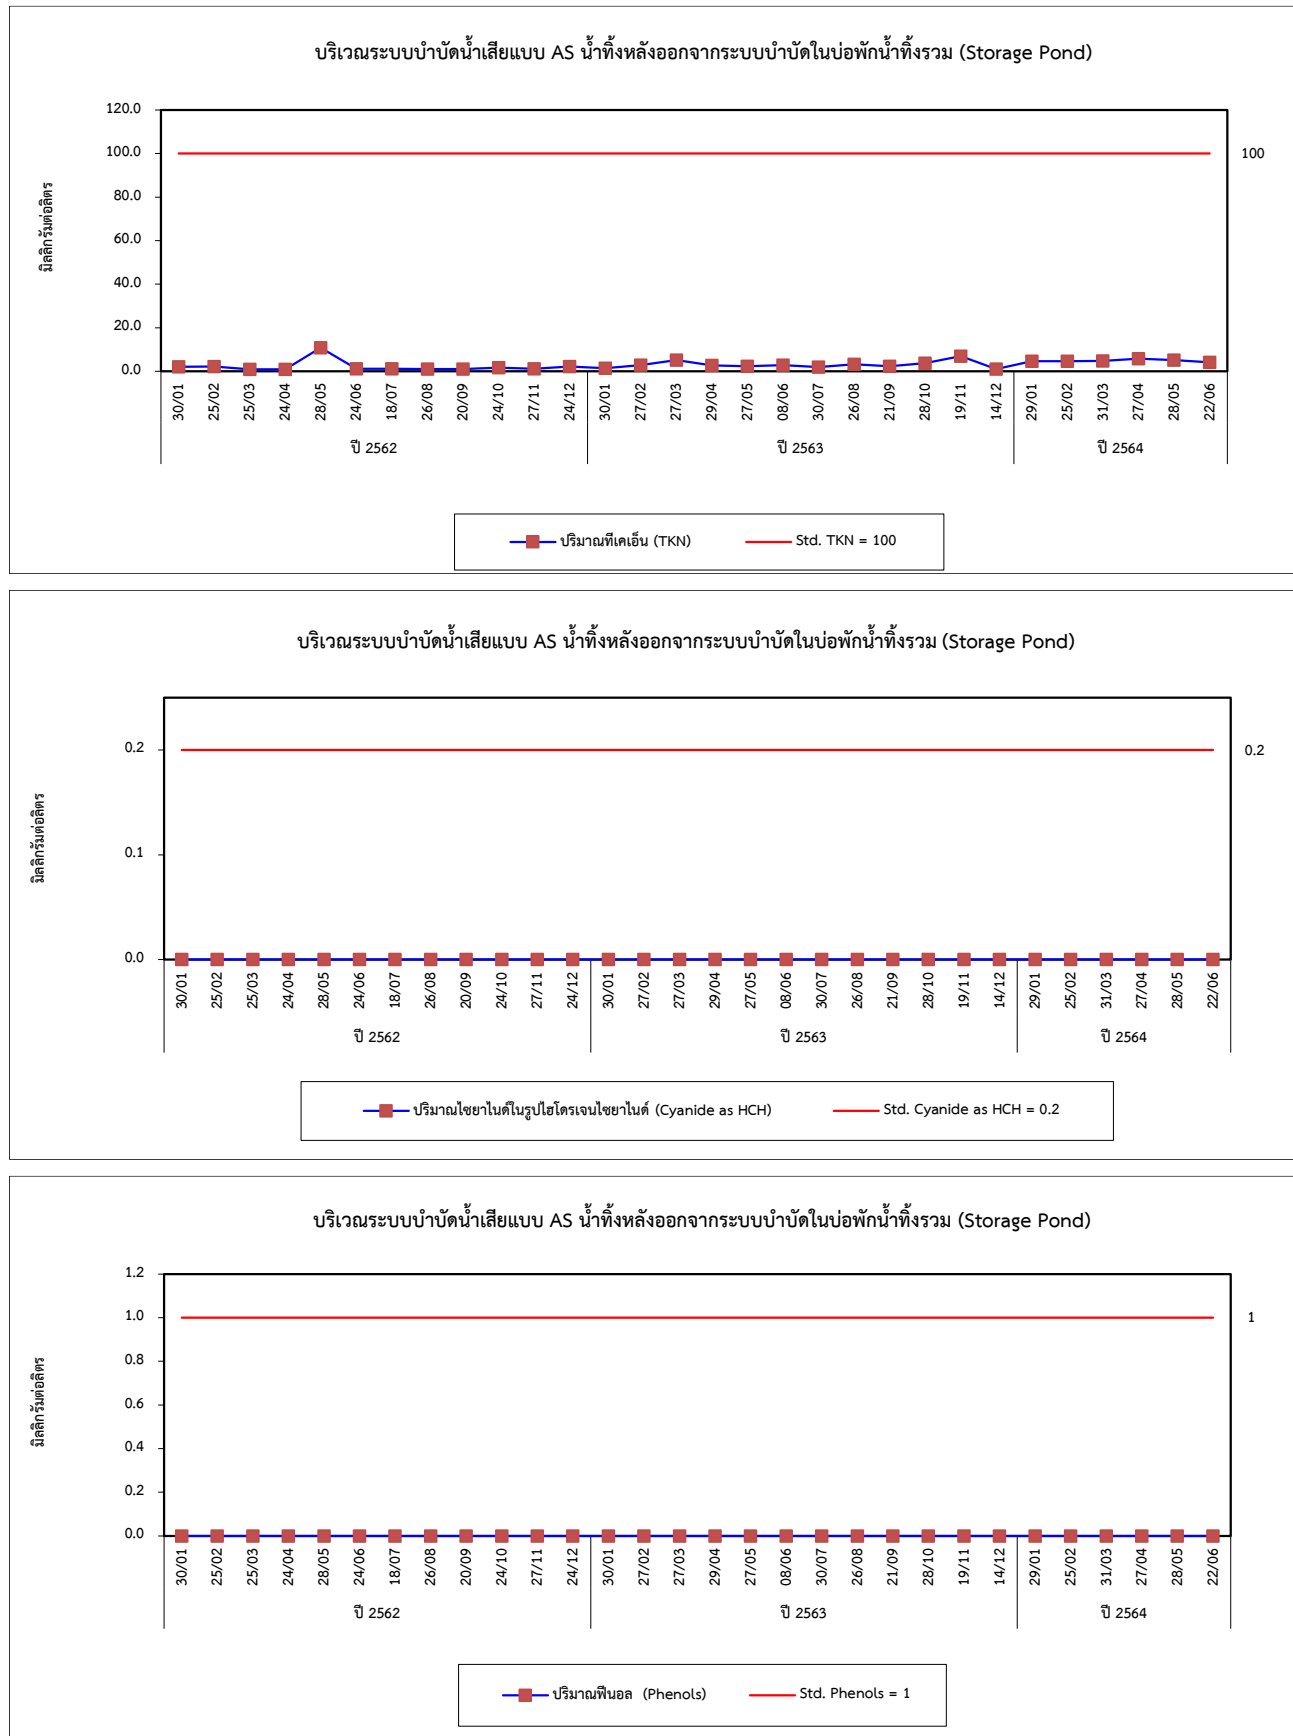 บริเวณระบบบำบัดน้ำเสียแบบ AS น้ำทิ้งหลังออกจากระบบบำบัดในบ่อพักน้ำทิ้งรวม (Storage Pond)
มิลลิกรัมต่อลิตร
120.0
100.0
80.0
60.0
40.0
20.0
0.0
100
30/01 25/02 25/03 24/04 28/05 24/06 18/07 26/08 20/09 24/10 27/11 24/12 30/01 27/02 27/03 29/04 27/05 08/06 30/07 26/08 21/09 28/10 19/11 14/12 29/01 25/02 31/03 27/04 28/05 22/06
ปี 2562 ปี 2563 ปี 2564
ปริมาณทีเคเอ็น (TKN) Std. TKN = 100
บริเวณระบบบำบัดน้ำเสียแบบ AS น้ำทิ้งหลังออกจากระบบบำบัดในบ่อพักน้ำทิ้งรวม (Storage Pond)
มิลลิกรัมต่อลิตร
0.2
0.1
0.0
0.2
30/01 25/02 25/03 24/04 28/05 24/06 18/07 26/08 20/09 24/10 27/11 24/12 30/01 27/02 27/03 29/04 27/05 08/06 30/07 26/08 21/09 28/10 19/11 14/12 29/01 25/02 31/03 27/04 28/05 22/06
ปี 2562 ปี 2563 ปี 2564
ปริมาณไซยาไนด์ในรูปไฮโดรเจนไซยาไนด์ (Cyanide as HCH) Std. Cyanide as HCH = 0.2
บริเวณระบบบำบัดน้ำเสียแบบ AS น้ำทิ้งหลังออกจากระบบบำบัดในบ่อพักน้ำทิ้งรวม (Storage Pond)
มิลลิกรัมต่อลิตร
1.2
1.0
0.8
0.6
0.4
0.2
0.0
1
30/01 25/02 25/03 24/04 28/05 24/06 18/07 26/08 20/09 24/10 27/11 24/12 30/01 27/02 27/03 29/04 27/05 08/06 30/07 26/08 21/09 28/10 19/11 14/12 29/01 25/02 31/03 27/04 28/05 22/06
ปี 2562 ปี 2563 ปี 2564
ปริมาณฟีนอล (Phenols) Std. Phenols = 1